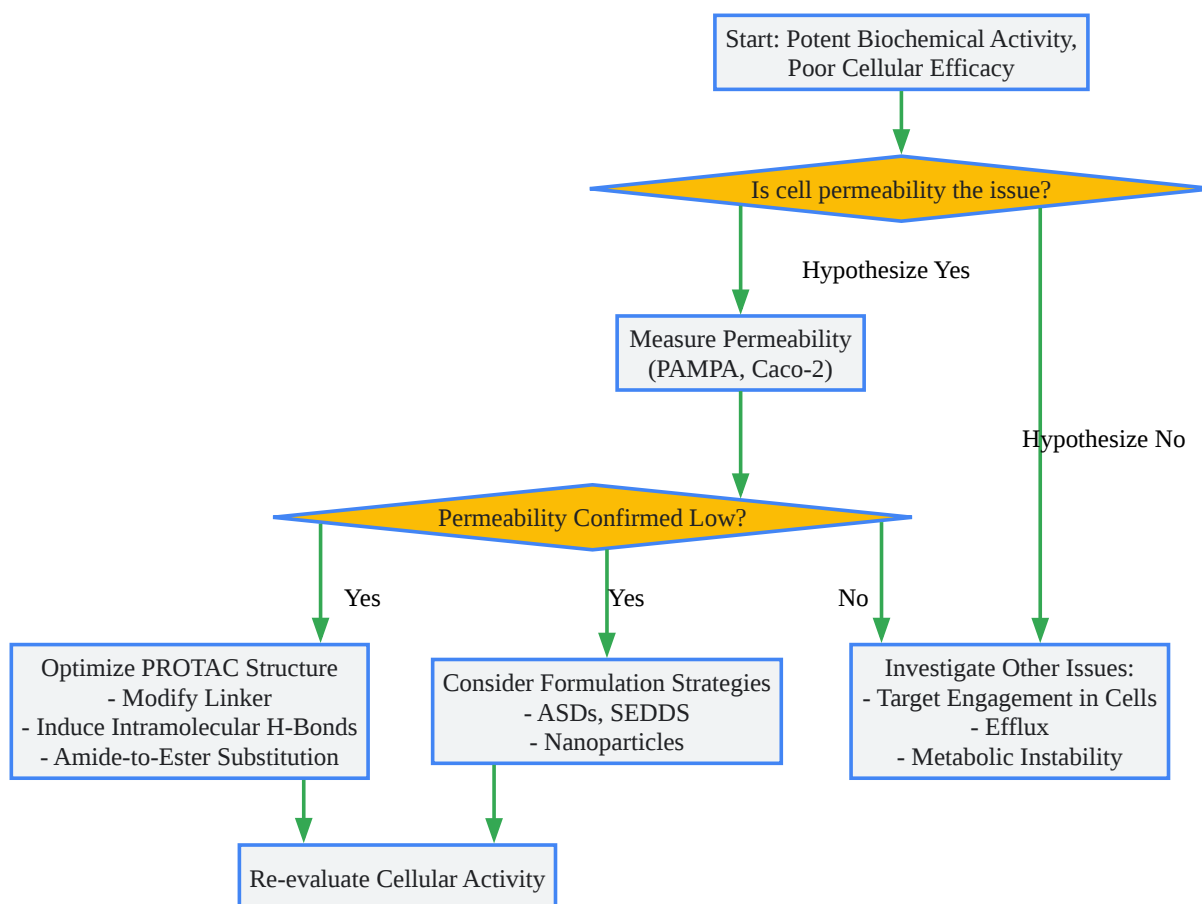 Start: Potent Biochemical Activity,
Poor Cellular Efficacy
Is cell permeability the issue?
Hypothesize Yes
Measure Permeability
(PAMPA, Caco-2)
Hypothesize No
Permeability Confirmed Low?
Yes
Yes
No
Optimize PROTAC Structure
- Modify Linker
- Induce Intramolecular H-Bonds
- Amide-to-Ester Substitution
Consider Formulation Strategies
- ASDs, SEDDS
- Nanoparticles
Investigate Other Issues:
- Target Engagement in Cells
- Efflux
- Metabolic Instability
Re-evaluate Cellular Activity